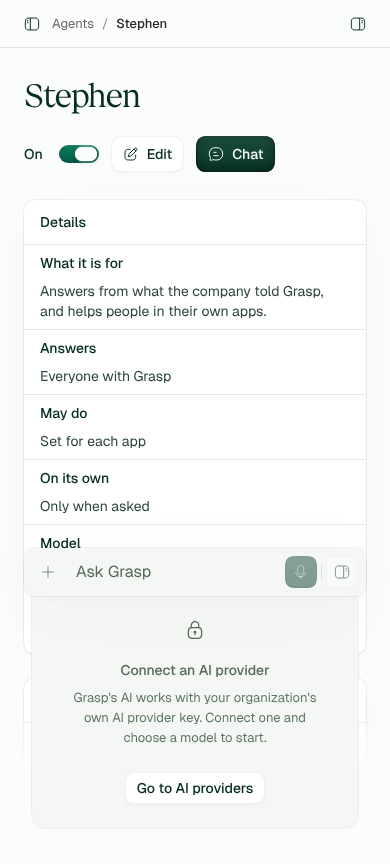 Agents / Stephen
Stephen
On
Edit
Chat
Details
What it is for
Answers from what the company told Grasp,
and helps people in their own apps.
Answers
Everyone with Grasp
May do
Set for each app
On its own
Only when asked
Model
Ask Grasp
Connect an AI provider
Grasp's AI works with your organization's
own AI provider key. Connect one and
choose a model to start.
Go to AI providers